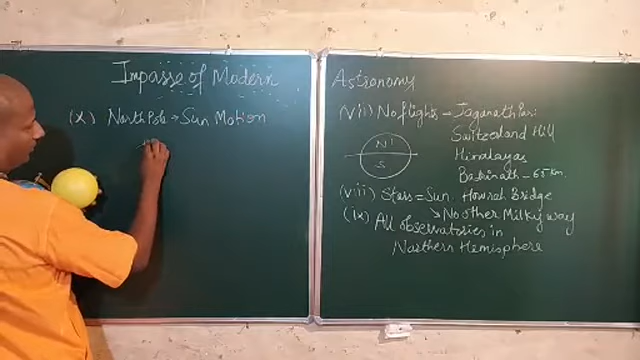 Impasse of Modern Astronomy
(x) North Pole → Sun Motion
(vii) No flights - Jaganath Puri
Switzerland Hill
Himalayas
Badrinath - 65 km.
N
S
(viii) Stars = Sun. Howrah Bridge
↘ No other Milky way
(ix) All observatories in
Northern Hemisphere